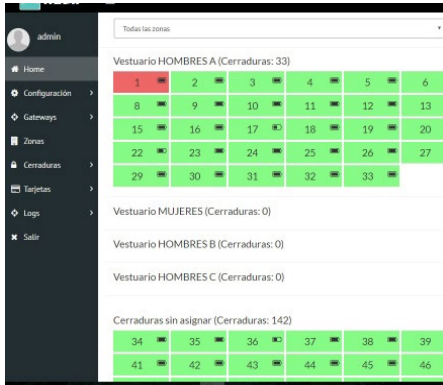 admin
Home
Configuración
Gateways
Zonas
Cerraduras
Tarjetas
Logs
Salir
Todas las zonas
Vestuario HOMBRES A (Cerraduras: 33)
1 2 3 4 5 6
8 9 10 11 12 13
15 16 17 18 19 20
22 23 24 25 26 27
29 30 31 32 33
Vestuario MUJERES (Cerraduras: 0)
Vestuario HOMBRES B (Cerraduras: 0)
Vestuario HOMBRES C (Cerraduras: 0)
Cerraduras sin asignar (Cerraduras: 142)
34 35 36 37 38 39
41 42 43 44 45 46